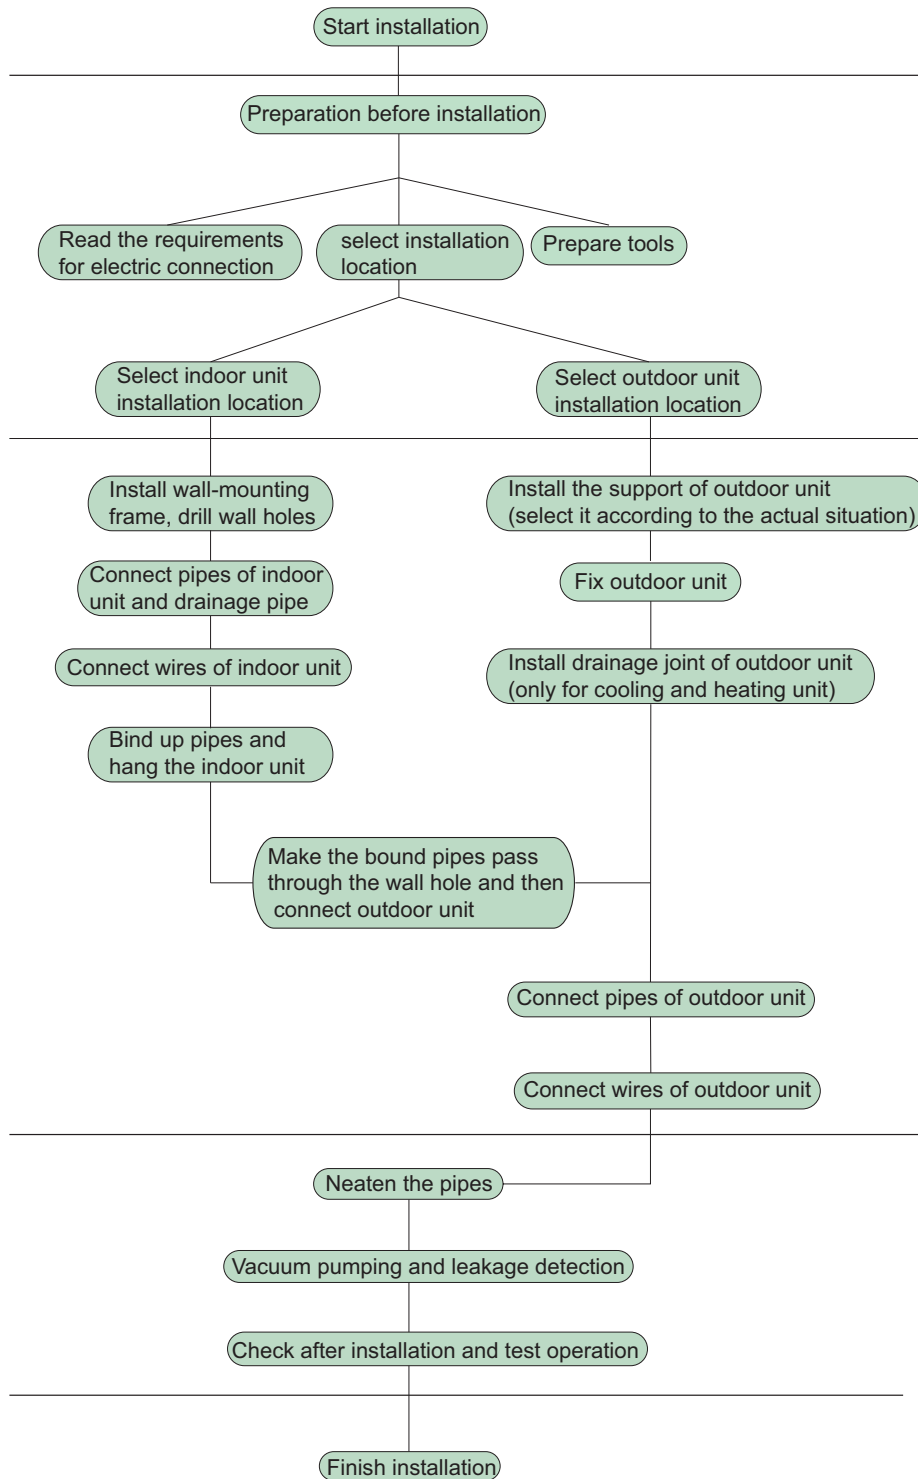 Start installation
Preparation before installation
Read the requirements
for electric connection
select installation
location
Prepare tools
Select indoor unit
installation location
Select outdoor unit
installation location
Install wall-mounting
frame, drill wall holes
Install the support of outdoor unit
(select it according to the actual situation)
Connect pipes of indoor
unit and drainage pipe
Fix outdoor unit
Connect wires of indoor unit
Install drainage joint of outdoor unit
(only for cooling and heating unit)
Bind up pipes and
hang the indoor unit
Make the bound pipes pass
through the wall hole and then
connect outdoor unit
Connect pipes of outdoor unit
Connect wires of outdoor unit
Neaten the pipes
Vacuum pumping and leakage detection
Check after installation and test operation
Finish installation